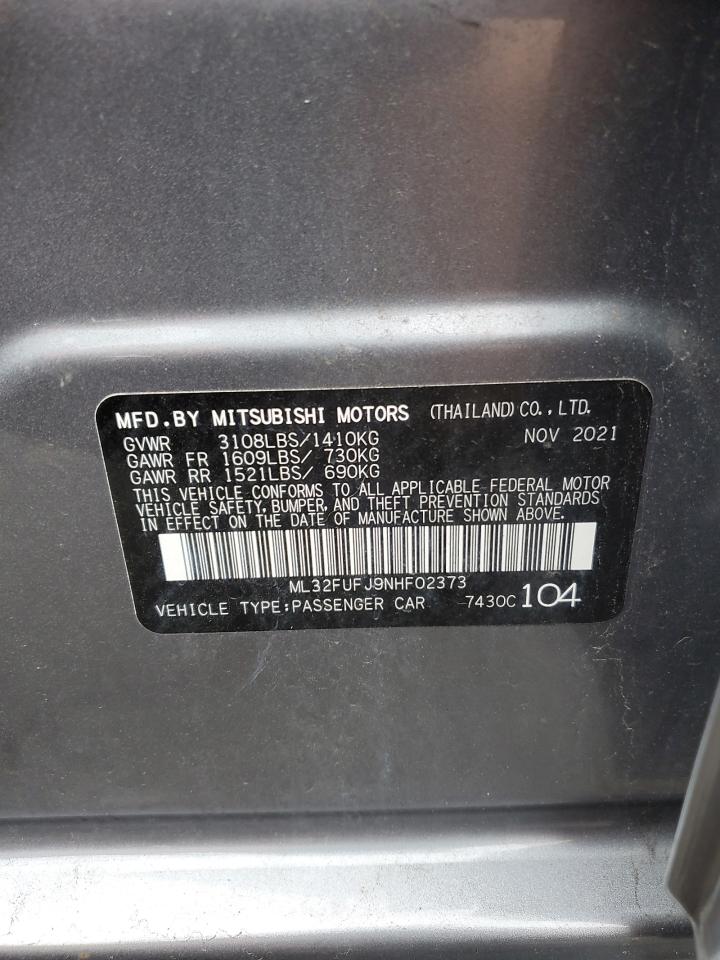 MFD.BY MITSUBISHI MOTORS (THAILAND) CO., LTD.
GVWR 3108LBS/1410KG NOV 2021
GAWR FR 1609LBS/ 730KG
GAWR RR 1521LBS/ 690KG
THIS VEHICLE CONFORMS TO ALL APPLICABLE FEDERAL MOTOR
VEHICLE SAFETY, BUMPER, AND THEFT PREVENTION STANDARDS
IN EFFECT ON THE DATE OF MANUFACTURE SHOWN ABOVE.
ML32FUFJ9NHF02373
VEHICLE TYPE:PASSENGER CAR 7430C 104